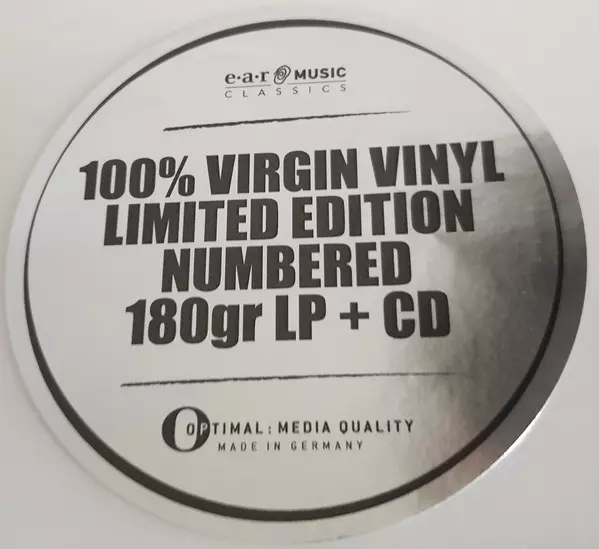 e•a•r MUSIC
CLASSICS
100% VIRGIN VINYL
LIMITED EDITION
NUMBERED
180gr LP + CD
OPTIMAL: MEDIA QUALITY
MADE IN GERMANY